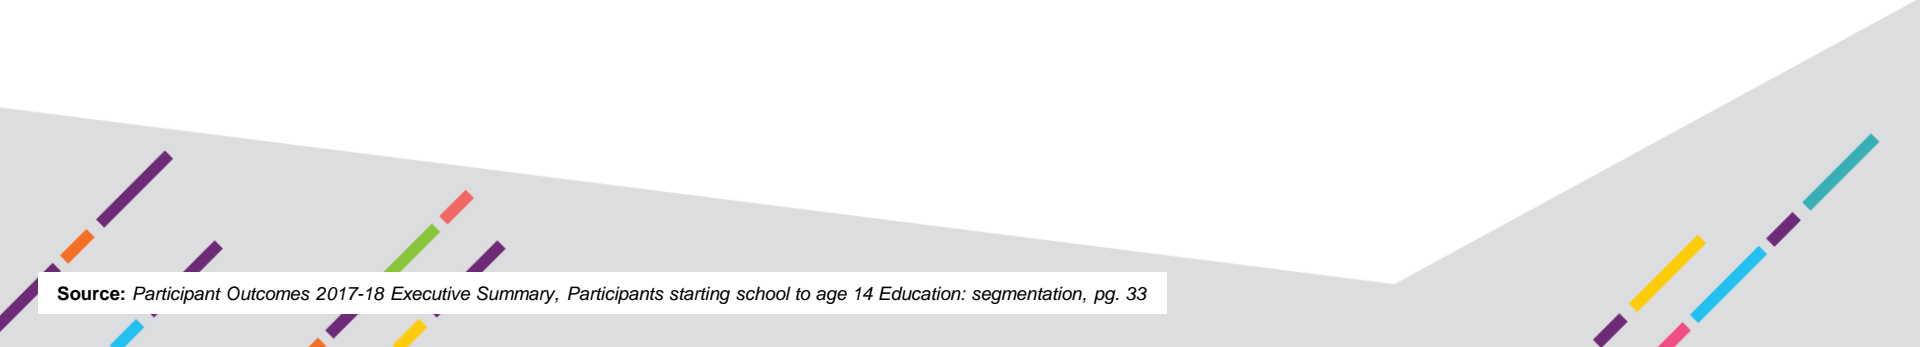 Source: Participant Outcomes 2017-18 Executive Summary, Participants starting school to age 14 Education: segmentation, pg. 33